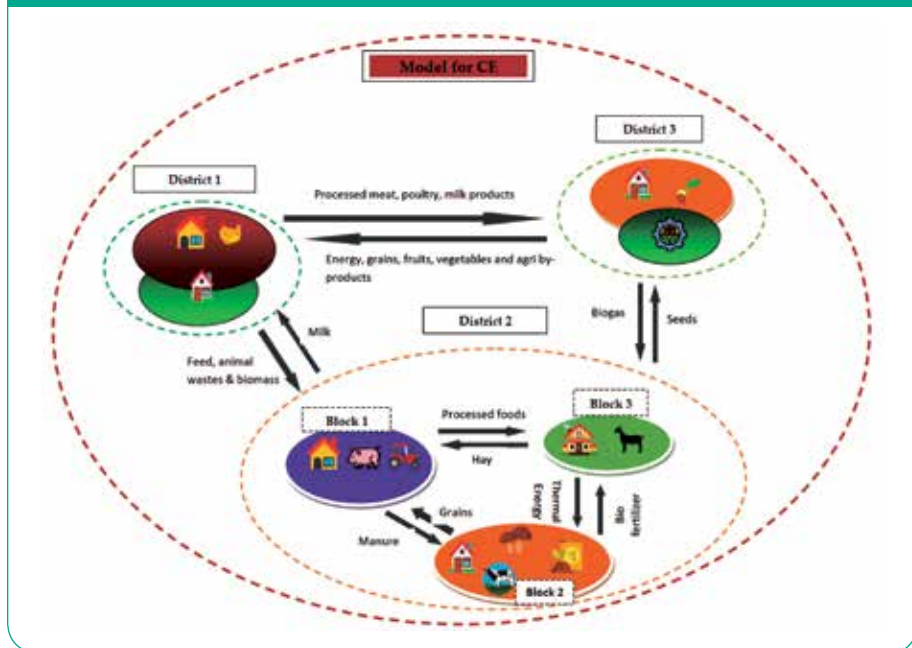 Model for CE
District 3
District 1
Processed meat, poultry, milk products
Energy, grains, fruits, vegetables and agri by-
products
District 2
Biogas
Seeds
Milk
Feed, animal
wastes & biomass
Block 1
Processed foods
Block 3
Hay
Thermal
Energy
Bio
fertilizer
Grains
Manure
Block 2